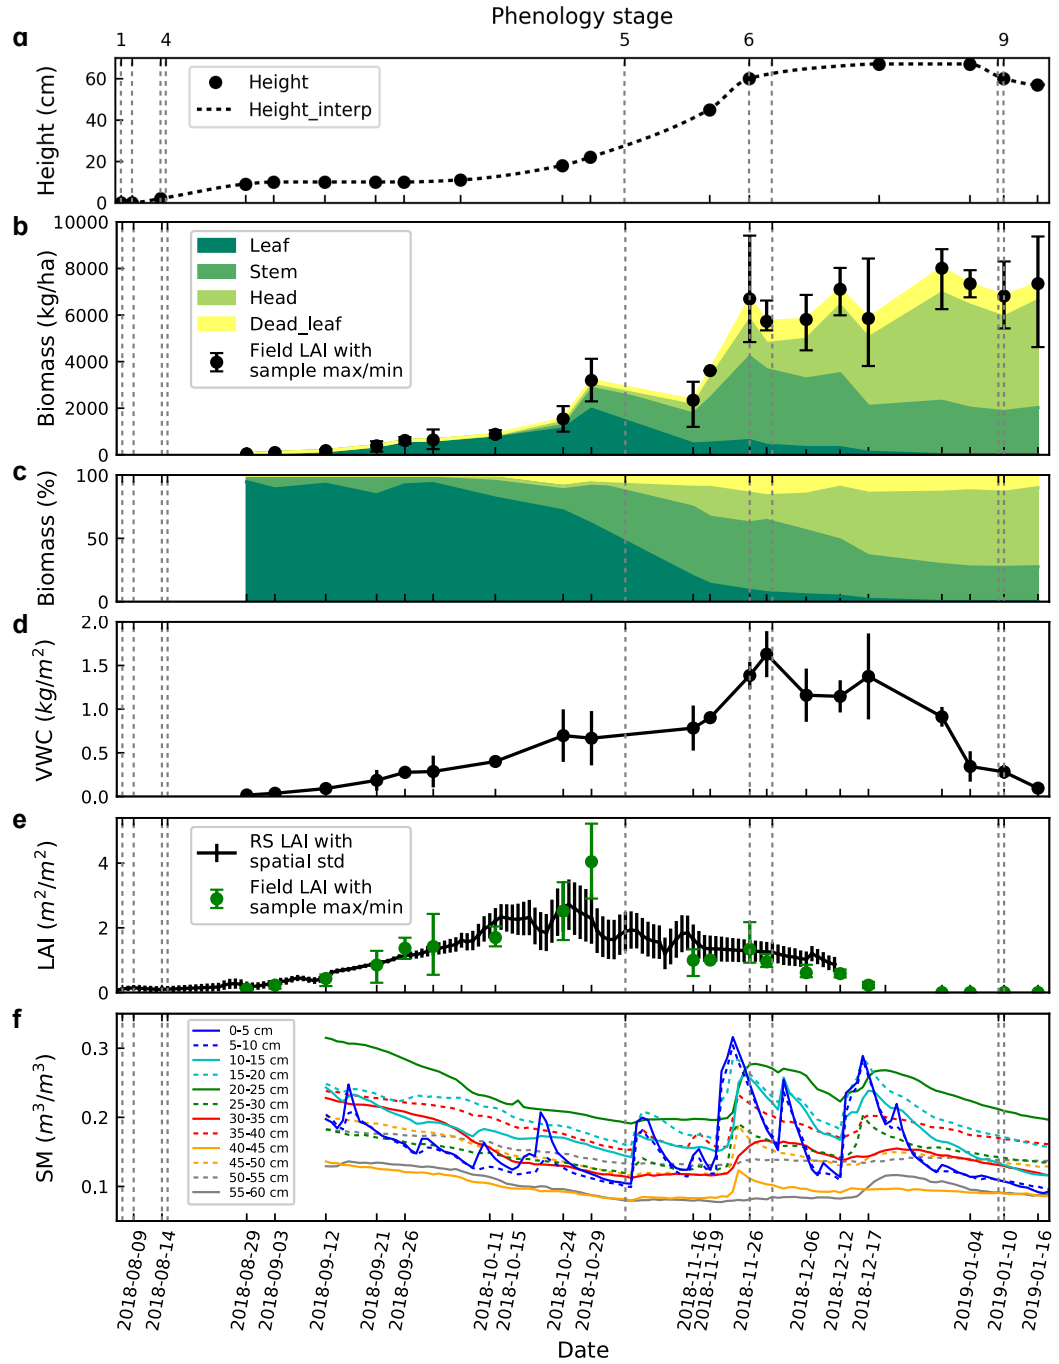 Phenology stage
a
1
4
5
6
9
Height (cm)
60
40
20
0
Height
Height_interp
b
Biomass (kg/ha)
10000
8000
6000
4000
2000
0
Leaf
Stem
Head
Dead_leaf
Field LAI with
sample max/min
c
Biomass (%)
100
50
0
d
VWC (kg/m²)
2.0
1.5
1.0
0.5
0.0
e
LAI (m²/m²)
4
2
0
RS LAI with
spatial std
Field LAI with
sample max/min
f
SM (m³/m³)
0.3
0.2
0.1
0-5 cm
5-10 cm
10-15 cm
15-20 cm
20-25 cm
25-30 cm
30-35 cm
35-40 cm
40-45 cm
45-50 cm
50-55 cm
55-60 cm
2018-08-09
2018-08-14
2018-08-29
2018-09-03
2018-09-12
2018-09-21
2018-09-26
2018-10-11
2018-10-15
2018-10-24
2018-10-29
2018-11-16
2018-11-19
2018-11-26
2018-12-06
2018-12-12
2018-12-17
2019-01-04
2019-01-10
2019-01-16
Date